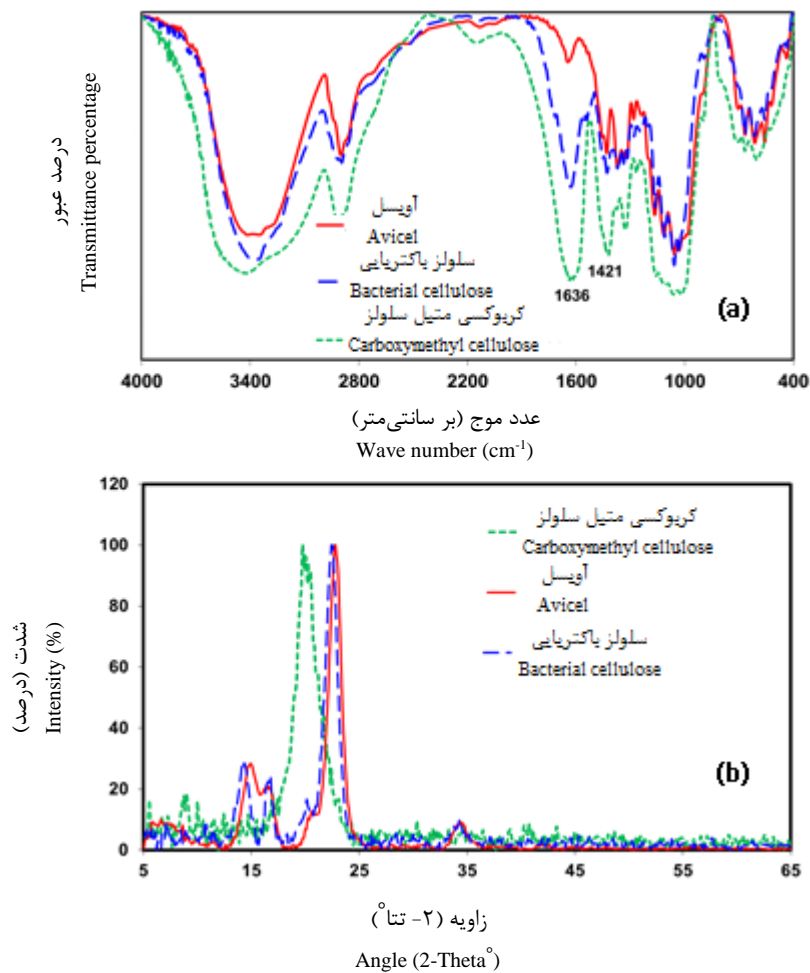 درصد عبور
Transmittance percentage
آویسل
Avicel
سلولز باکتریایی
Bacterial cellulose
کربوکسی متیل سلولز
Carboxymethyl cellulose
1636
1421
(a)
4000 3400 2800 2200 1600 1000 400
عدد موج (بر سانتی‌متر)
Wave number (cm⁻¹)
شدت (درصد)
Intensity (%)
120
100
80
60
40
20
0
کربوکسی متیل سلولز
Carboxymethyl cellulose
آویسل
Avicel
سلولز باکتریایی
Bacterial cellulose
(b)
5 15 25 35 45 55 65
زاویه (۲- تتا°)
Angle (2-Theta°)